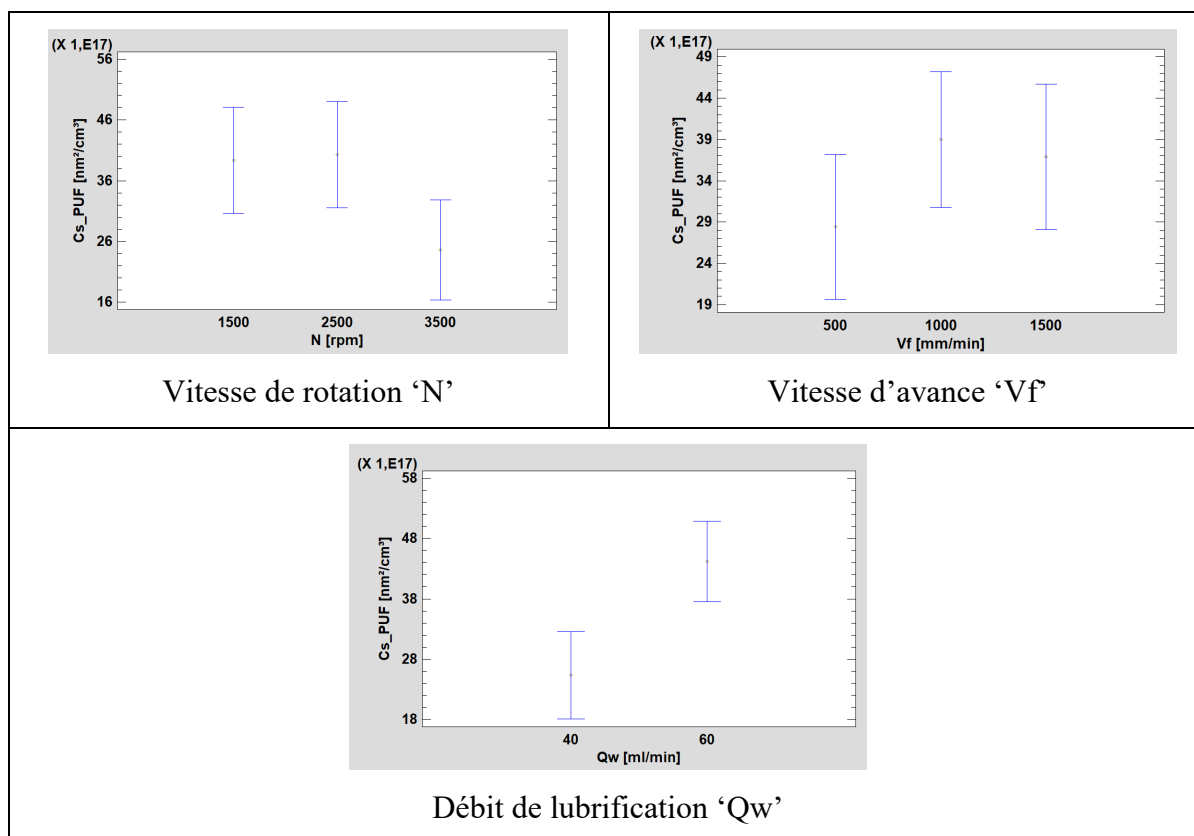 (X 1,E17)
56
46
36
26
16
Cs_PUF [nm²/cm³]
1500 2500 3500
N [rpm]
Vitesse de rotation ‘N’
(X 1,E17)
49
44
39
34
29
24
19
Cs_PUF [nm²/cm³]
500 1000 1500
Vf [mm/min]
Vitesse d’avance ‘Vf’
(X 1,E17)
58
48
38
28
18
Cs_PUF [nm²/cm³]
40 60
Qw [ml/min]
Débit de lubrification ‘Qw’